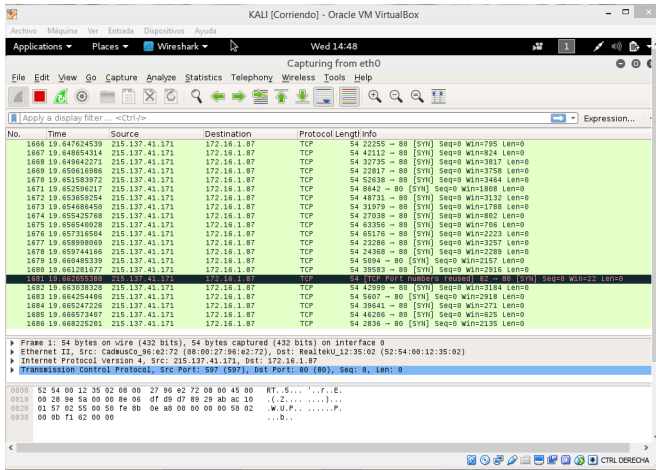 KALI [Corriendo] - Oracle VM VirtualBox
Archivo Máquina Ver Entrada Dispositivos Ayuda
Applications Places Wireshark Wed 14:48 1
Capturing from eth0
File Edit View Go Capture Analyze Statistics Telephony Wireless Tools Help
Apply a display filter ... <Ctrl-/> Expression...
No. Time Source Destination Protocol Lengtl Info
1666 19.647624539 215.137.41.171 172.16.1.87 TCP 54 22255 → 80 [SYN] Seq=0 Win=795 Len=0
1667 19.648654314 215.137.41.171 172.16.1.87 TCP 54 42112 → 80 [SYN] Seq=0 Win=824 Len=0
1668 19.649642271 215.137.41.171 172.16.1.87 TCP 54 32735 → 80 [SYN] Seq=0 Win=3817 Len=0
1669 19.650616986 215.137.41.171 172.16.1.87 TCP 54 22817 → 80 [SYN] Seq=0 Win=3758 Len=0
1670 19.651583972 215.137.41.171 172.16.1.87 TCP 54 52638 → 80 [SYN] Seq=0 Win=3464 Len=0
1671 19.652596217 215.137.41.171 172.16.1.87 TCP 54 8642 → 80 [SYN] Seq=0 Win=1808 Len=0
1672 19.653659254 215.137.41.171 172.16.1.87 TCP 54 48731 → 80 [SYN] Seq=0 Win=3132 Len=0
1673 19.654686450 215.137.41.171 172.16.1.87 TCP 54 31979 → 80 [SYN] Seq=0 Win=1788 Len=0
1674 19.655425768 215.137.41.171 172.16.1.87 TCP 54 27038 → 80 [SYN] Seq=0 Win=802 Len=0
1675 19.656540028 215.137.41.171 172.16.1.87 TCP 54 63356 → 80 [SYN] Seq=0 Win=706 Len=0
1676 19.657316504 215.137.41.171 172.16.1.87 TCP 54 65176 → 80 [SYN] Seq=0 Win=2223 Len=0
1677 19.658998069 215.137.41.171 172.16.1.87 TCP 54 23286 → 80 [SYN] Seq=0 Win=3257 Len=0
1678 19.659744166 215.137.41.171 172.16.1.87 TCP 54 24368 → 80 [SYN] Seq=0 Win=2289 Len=0
1679 19.660485339 215.137.41.171 172.16.1.87 TCP 54 5094 → 80 [SYN] Seq=0 Win=2157 Len=0
1680 19.661281677 215.137.41.171 172.16.1.87 TCP 54 39583 → 80 [SYN] Seq=0 Win=2916 Len=0
1681 19.662055388 215.137.41.171 172.16.1.87 TCP 54 [TCP Port numbers reused] 82 → 80 [SYN] Seq=0 Win=22 Len=0
1682 19.663038328 215.137.41.171 172.16.1.87 TCP 54 42999 → 80 [SYN] Seq=0 Win=3184 Len=0
1683 19.664254486 215.137.41.171 172.16.1.87 TCP 54 5607 → 80 [SYN] Seq=0 Win=2918 Len=0
1684 19.665247226 215.137.41.171 172.16.1.87 TCP 54 39641 → 80 [SYN] Seq=0 Win=271 Len=0
1685 19.666573407 215.137.41.171 172.16.1.87 TCP 54 46206 → 80 [SYN] Seq=0 Win=625 Len=0
1686 19.668225201 215.137.41.171 172.16.1.87 TCP 54 2836 → 80 [SYN] Seq=0 Win=2135 Len=0
Frame 1: 54 bytes on wire (432 bits), 54 bytes captured (432 bits) on interface 0
Ethernet II, Src: CadmusCo_96:e2:72 (08:00:27:96:e2:72), Dst: RealtekU_12:35:02 (52:54:00:12:35:02)
Internet Protocol Version 4, Src: 215.137.41.171, Dst: 172.16.1.87
Transmission Control Protocol, Src Port: 597 (597), Dst Port: 80 (80), Seq: 0, Len: 0
0000 52 54 00 12 35 02 08 00 27 96 e2 72 08 00 45 00 RT..5... '..r..E.
0010 00 28 9e 5a 00 00 8e 06 df d9 d7 89 29 ab ac 10 .(.Z.... ....)...
0020 01 57 02 55 00 50 fe 8b 0e a8 00 00 00 00 50 02 .W.U.P.. ......P.
0030 00 0b f1 62 00 00 ...b..
CTRL DERECHA